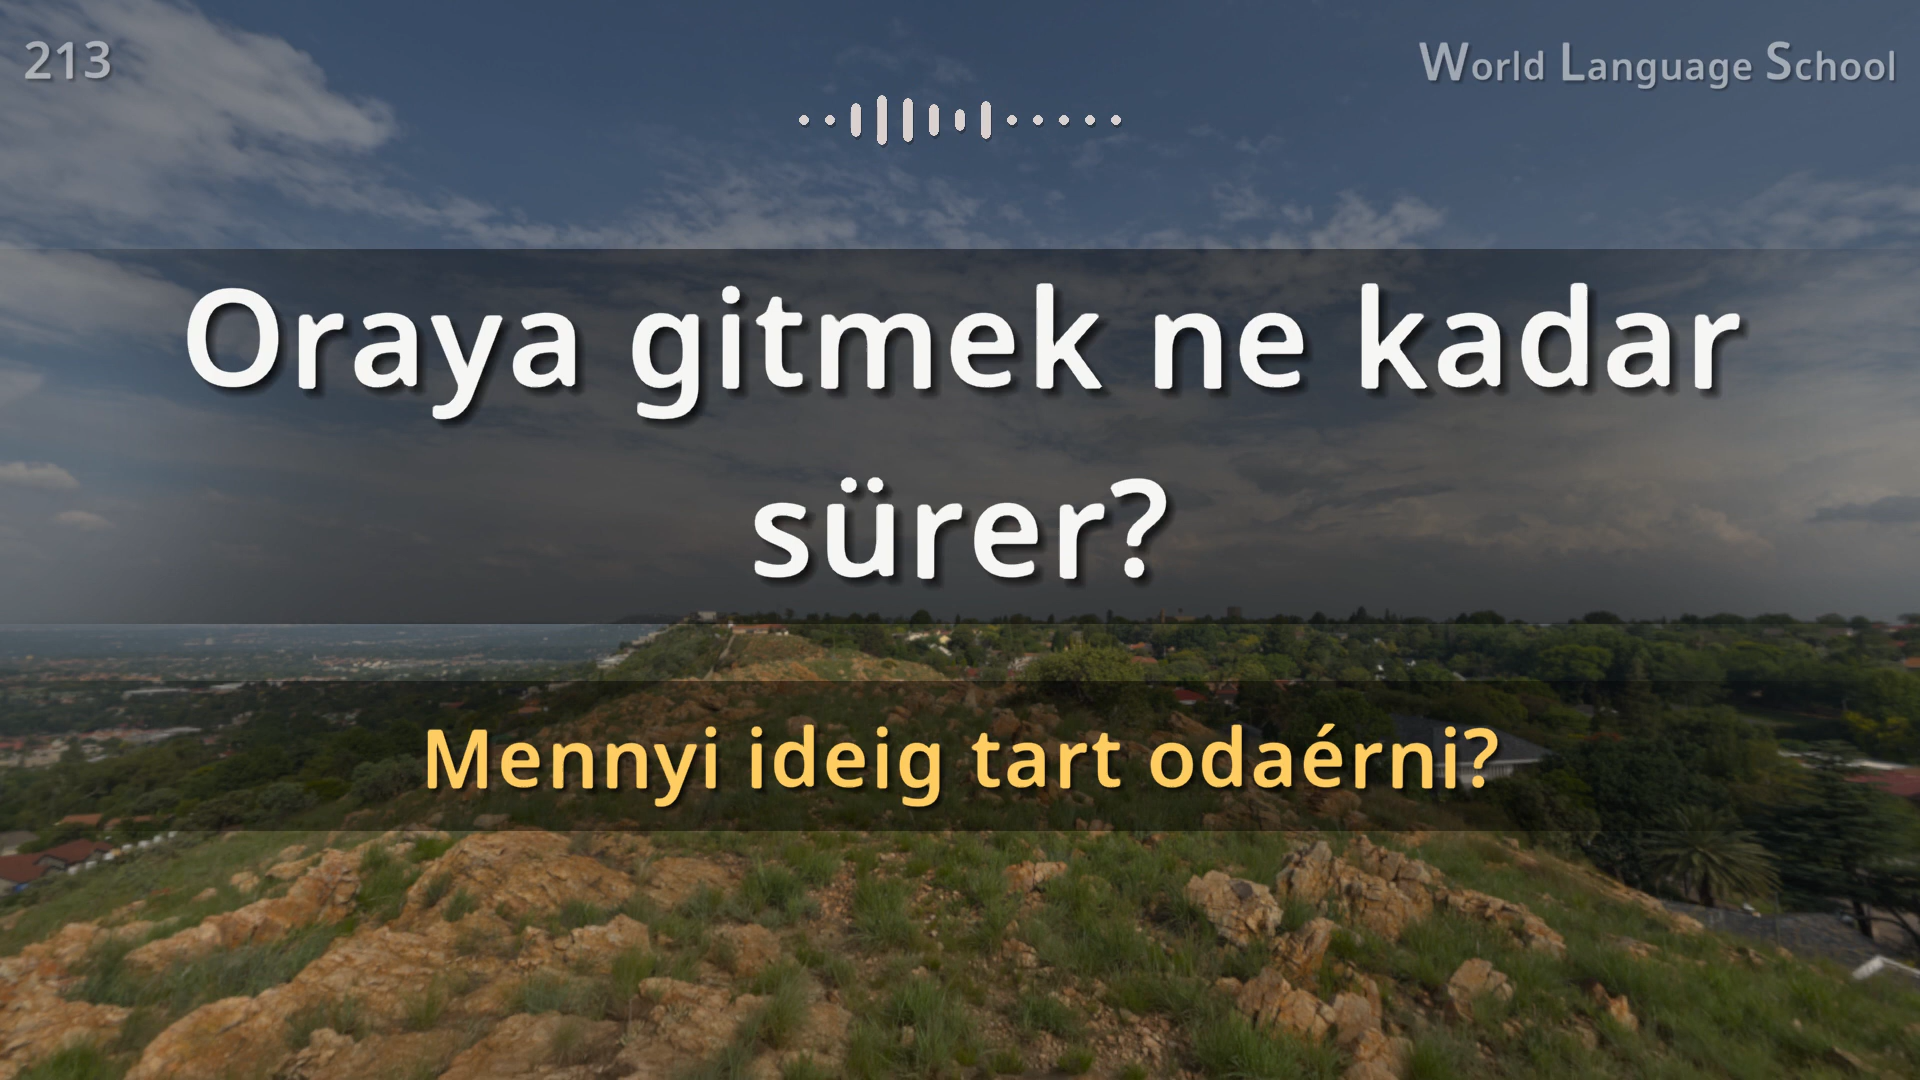 213
World Language School
Oraya gitmek ne kadar
sürer?
Mennyi ideig tart odaérni?